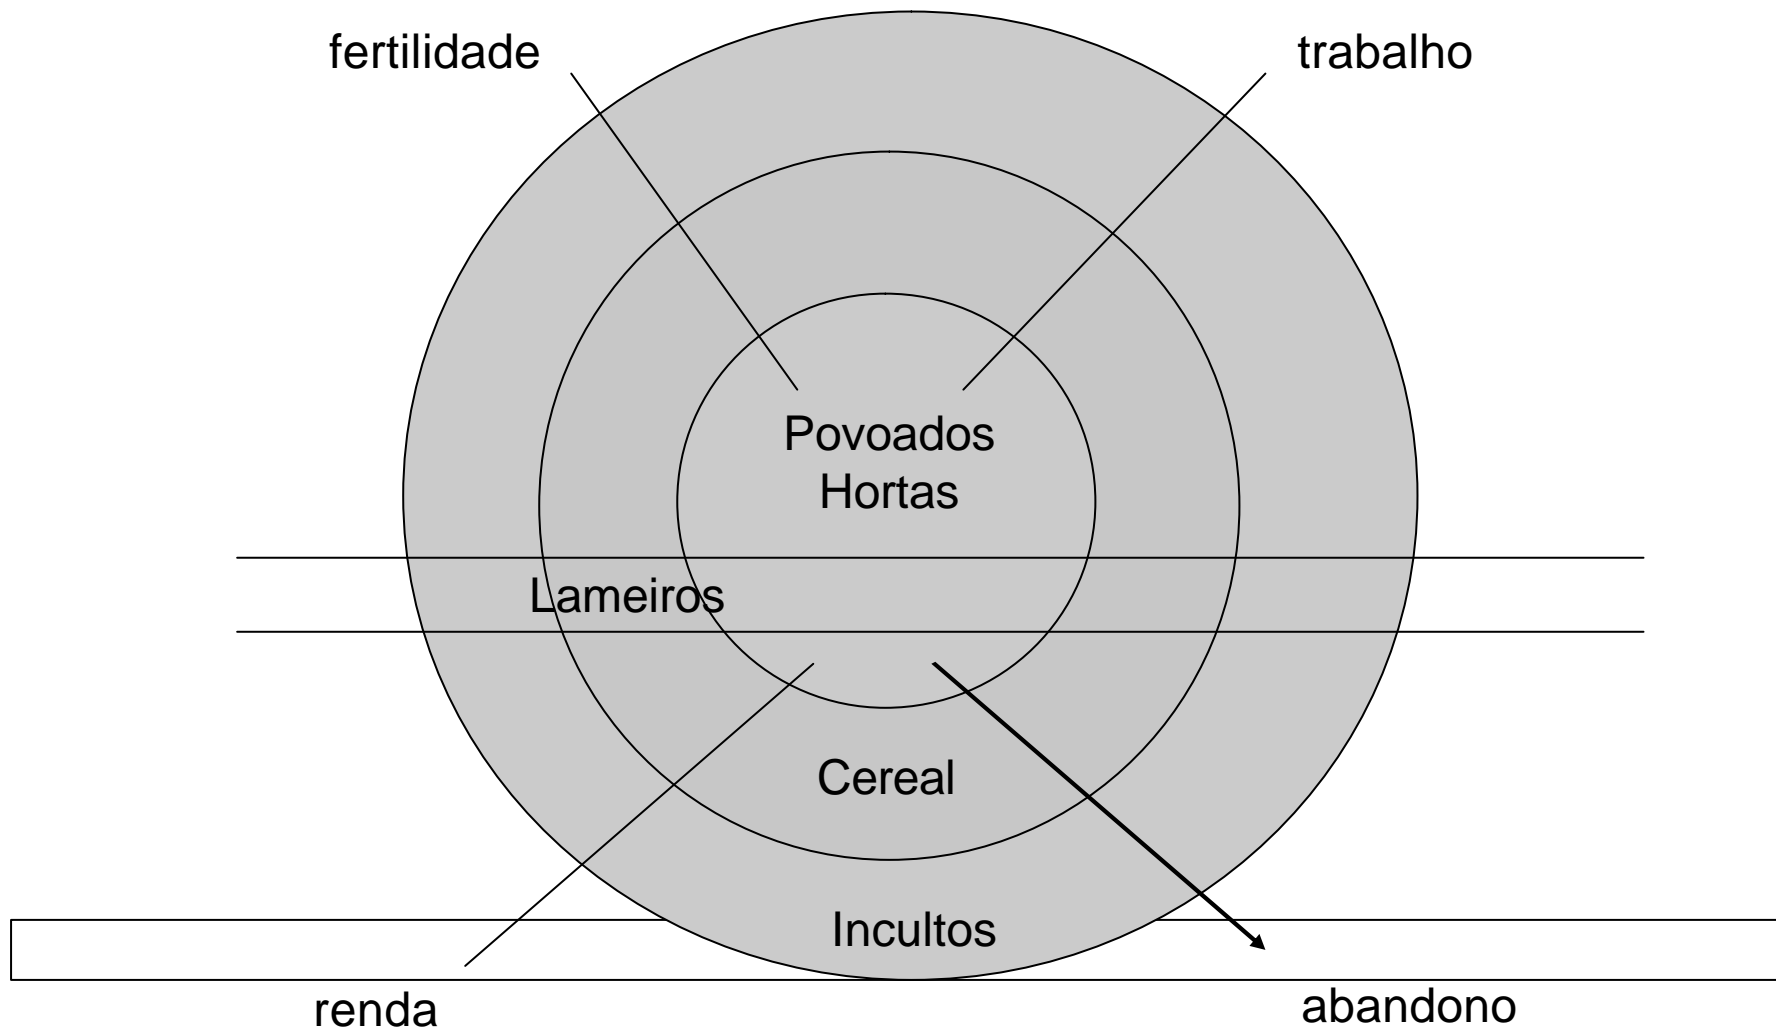 fertilidade
trabalho
Povoados
Hortas
Lameiros
Cereal
Incultos
renda
abandono